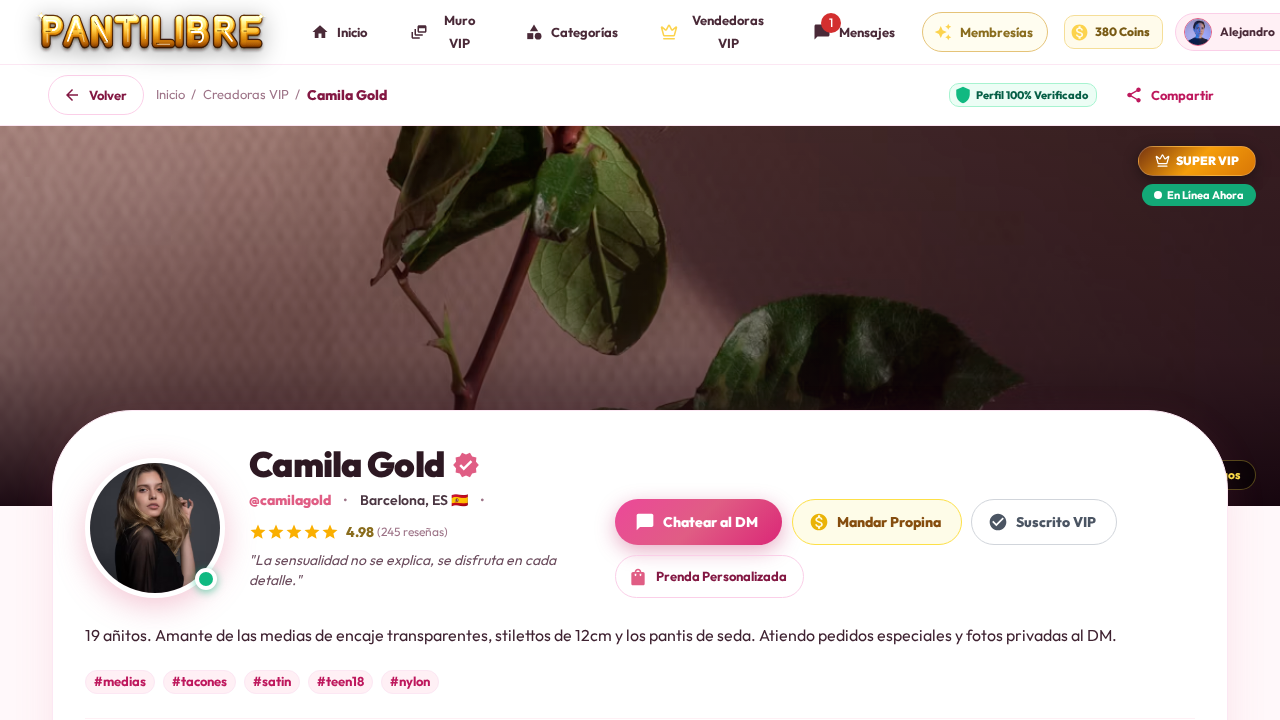 PANTILIBRE
Inicio
Muro
VIP
Categorías
Vendedoras
VIP
1
Mensajes
Membresías
380 Coins
Alejandro
Volver
Inicio / Creadoras VIP / Camila Gold
Perfil 100% Verificado
Compartir
SUPER VIP
En Línea Ahora
Camila Gold
@camilagold • Barcelona, ES 🇪🇸 •
4.98 (245 reseñas)
"La sensualidad no se explica, se disfruta en cada
detalle."
Chatear al DM
Mandar Propina
Suscrito VIP
Prenda Personalizada
19 añitos. Amante de las medias de encaje transparentes, stilettos de 12cm y los pantis de seda. Atiendo pedidos especiales y fotos privadas al DM.
#medias #tacones #satin #teen18 #nylon